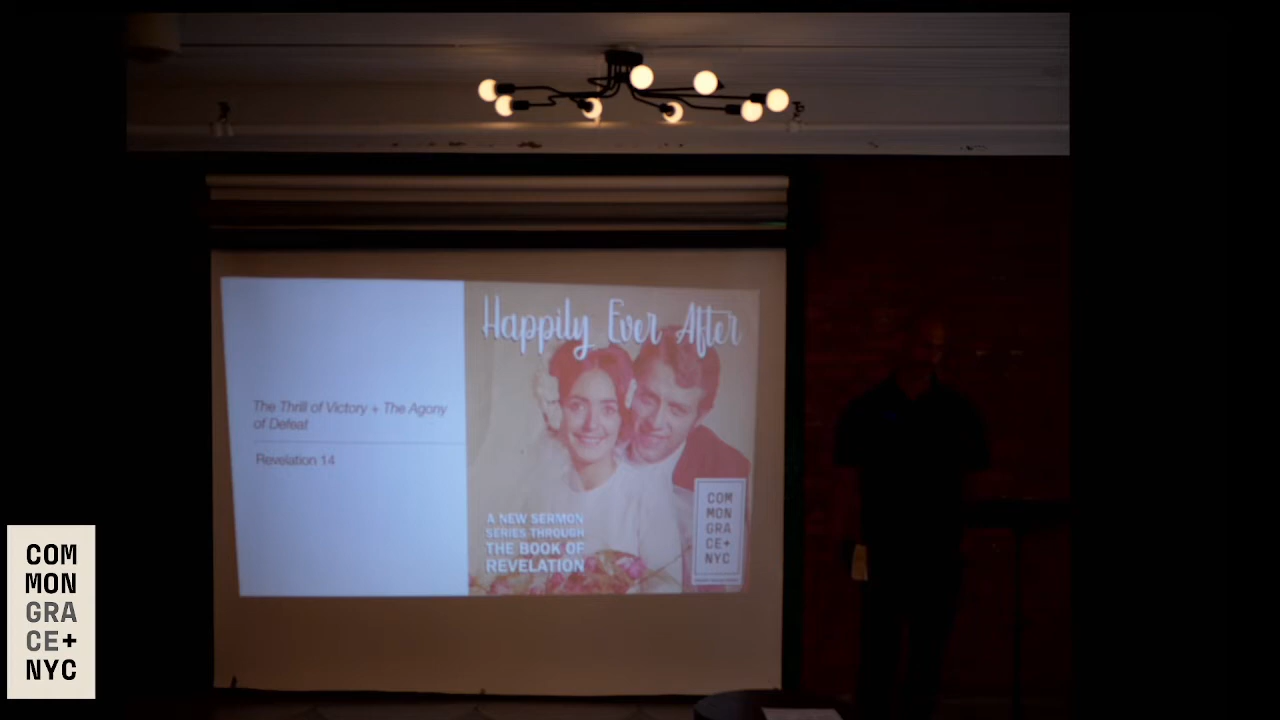 Happily Ever After
The Thrill of Victory + The Agony
of Defeat
Revelation 14
A NEW SERMON
SERIES THROUGH
THE BOOK OF
REVELATION
COM
MON
GRA
CE+
NYC
COM
MON
GRA
CE+
NYC